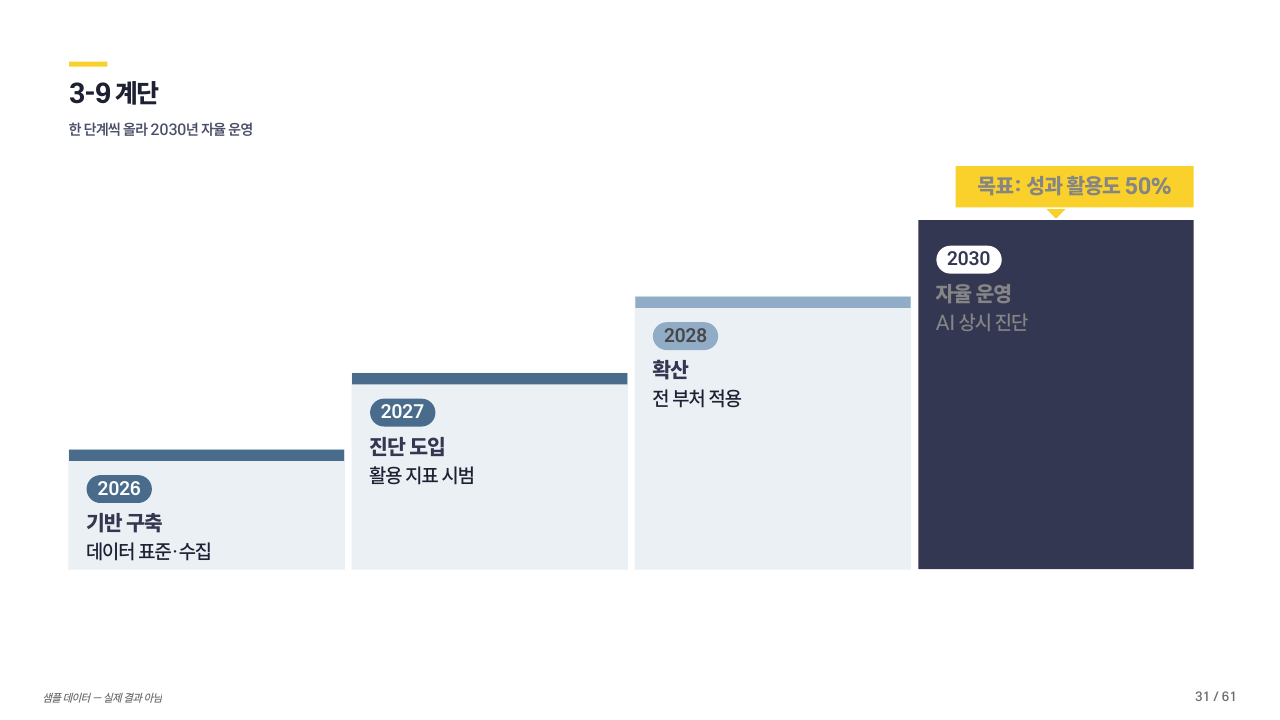 3-9 계단
한 단계씩 올라 2030년 자율 운영
목표: 성과 활용도 50%
2030
자율 운영
AI 상시 진단
2028
확산
전 부처 적용
2027
진단 도입
활용 지표 시범
2026
기반 구축
데이터 표준·수집
샘플 데이터 — 실제 결과 아님
31 / 61